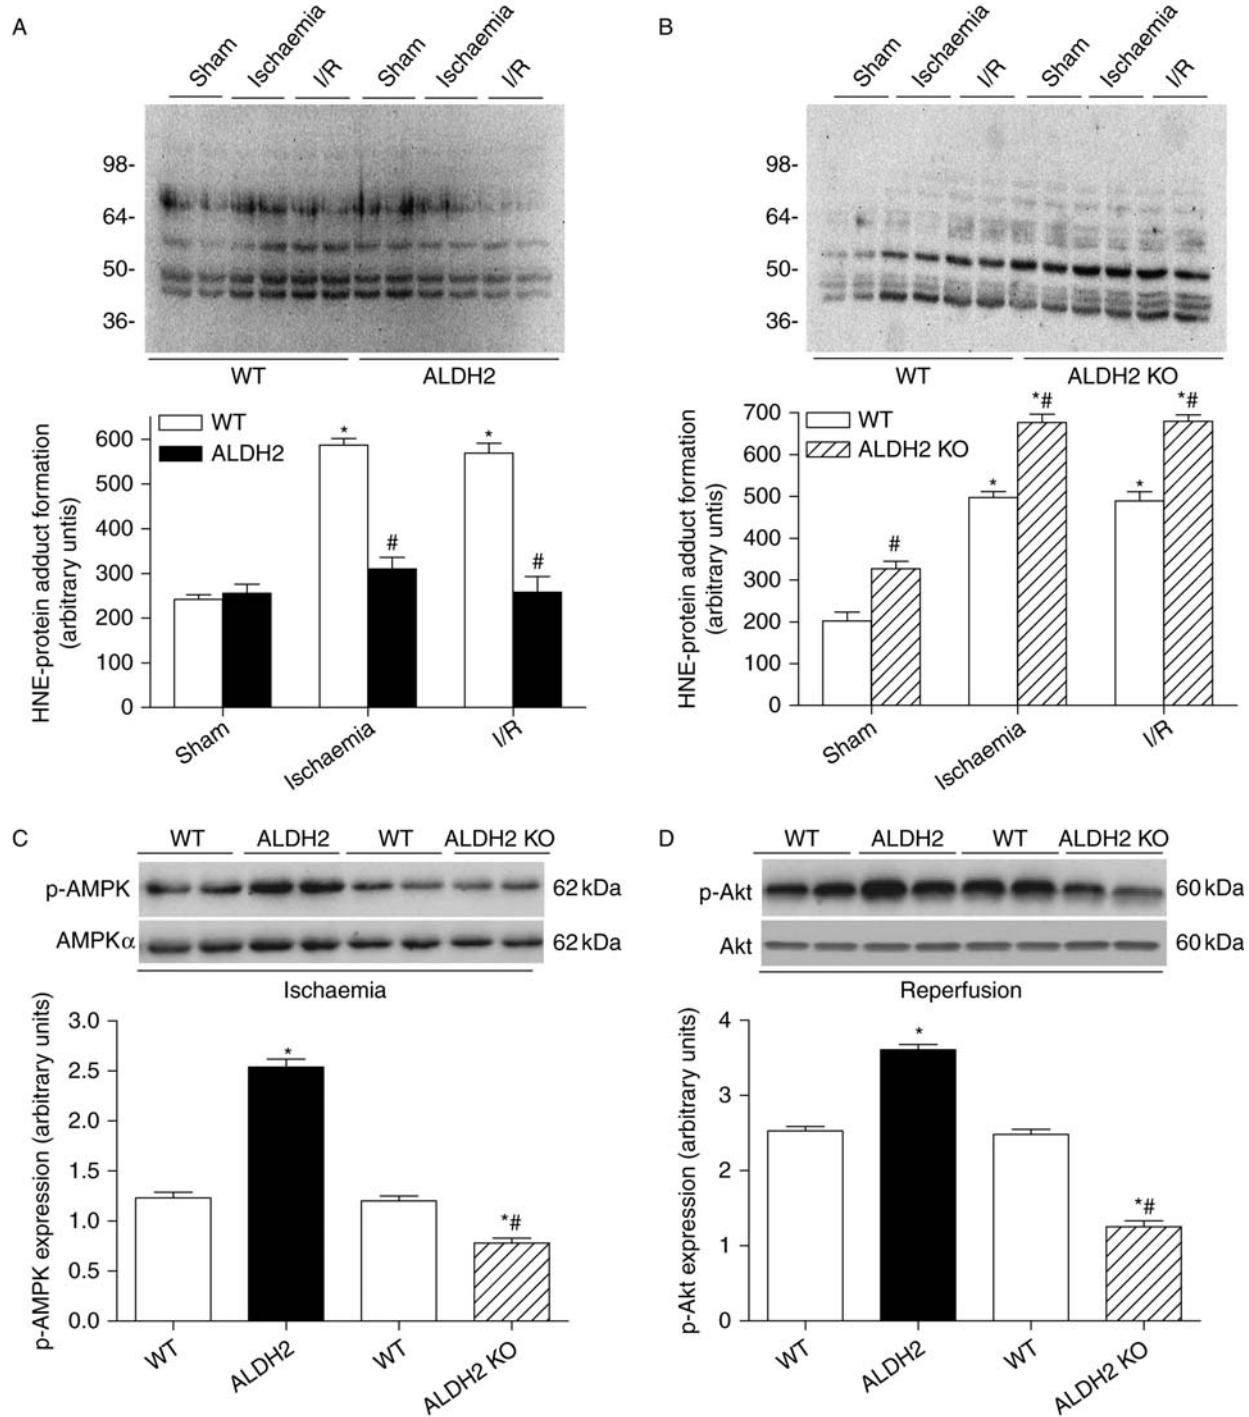 A
Sham
Ischaemia
I/R
Sham
Ischaemia
I/R
98-
64-
50-
36-
WT
ALDH2
HNE-protein adduct formation
(arbitrary untis)
WT
ALDH2
600
500
400
300
200
100
0
*
#
*
#
Sham
Ischaemia
I/R
B
Sham
Ischaemia
I/R
Sham
Ischaemia
I/R
98-
64-
50-
36-
WT
ALDH2 KO
HNE-protein adduct formation
(arbitrary untis)
WT
ALDH2 KO
700
600
500
400
300
200
100
0
#
*
*#
*
*#
Sham
Ischaemia
I/R
C
WT
ALDH2
WT
ALDH2 KO
p-AMPK
62 kDa
AMPKα
62 kDa
Ischaemia
p-AMPK expression (arbitrary units)
3.0
2.5
2.0
1.5
1.0
0.5
0.0
*
*#
WT
ALDH2
WT
ALDH2 KO
D
WT
ALDH2
WT
ALDH2 KO
p-Akt
60 kDa
Akt
60 kDa
Reperfusion
p-Akt expression (arbitrary units)
4
3
2
1
0
*
*#
WT
ALDH2
WT
ALDH2 KO